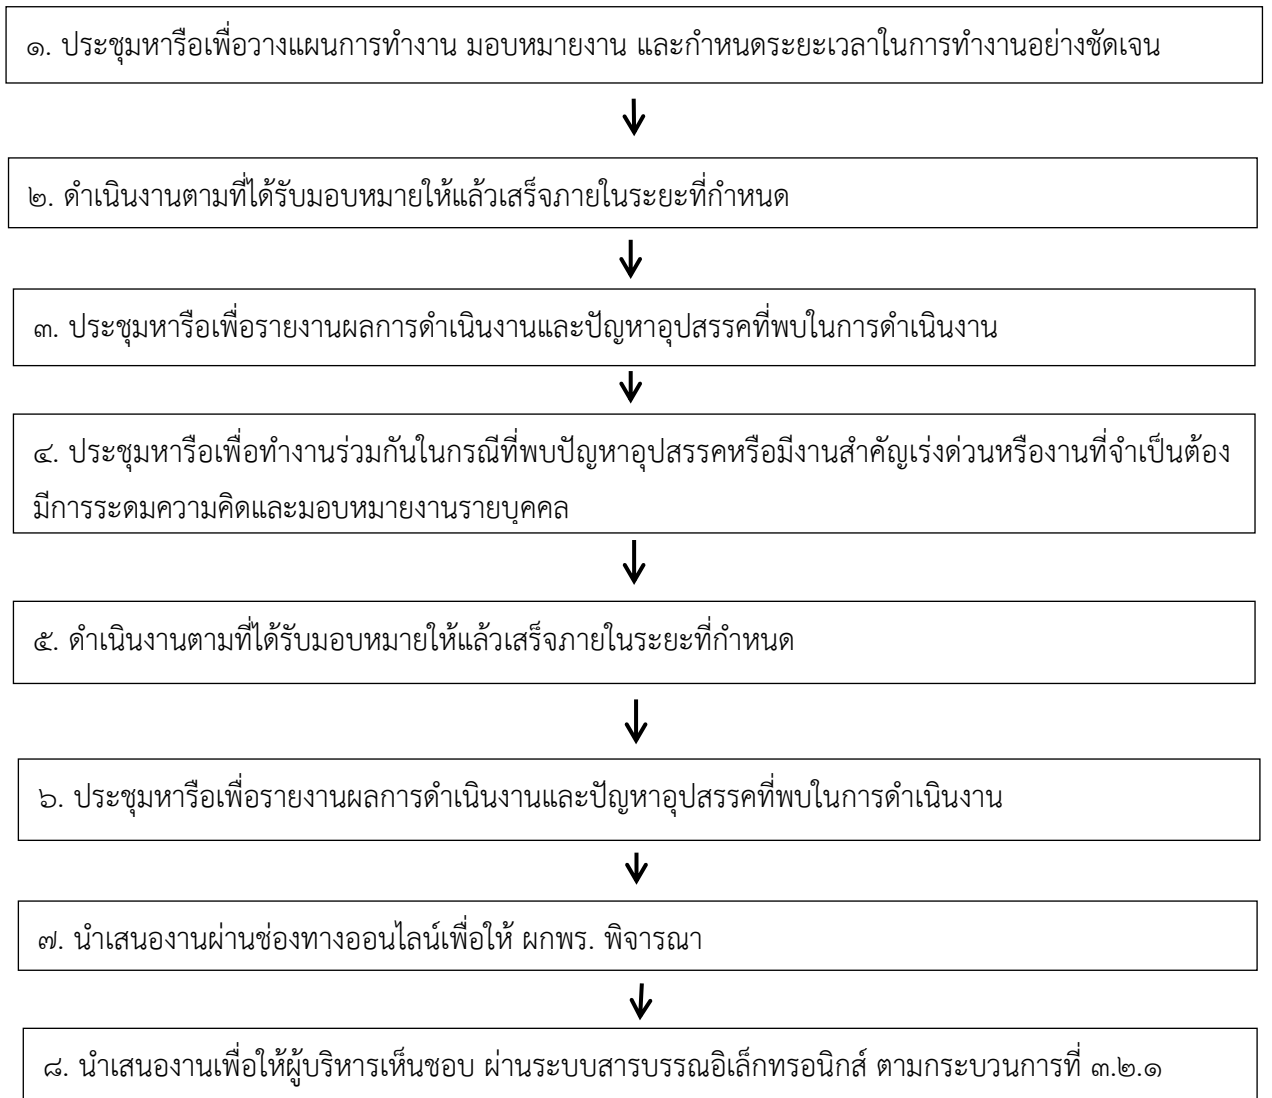 ๑. ประชุมหารือเพื่อวางแผนการทำงาน มอบหมายงาน และกำหนดระยะเวลาในการทำงานอย่างชัดเจน
๒. ดำเนินงานตามที่ได้รับมอบหมายให้แล้วเสร็จภายในระยะที่กำหนด
๓. ประชุมหารือเพื่อรายงานผลการดำเนินงานและปัญหาอุปสรรคที่พบในการดำเนินงาน
๔. ประชุมหารือเพื่อทำงานร่วมกันในกรณีที่พบปัญหาอุปสรรคหรือมีงานสำคัญเร่งด่วนหรืองานที่จำเป็นต้อง
มีการระดมความคิดและมอบหมายงานรายบุคคล
๕. ดำเนินงานตามที่ได้รับมอบหมายให้แล้วเสร็จภายในระยะที่กำหนด
๖. ประชุมหารือเพื่อรายงานผลการดำเนินงานและปัญหาอุปสรรคที่พบในการดำเนินงาน
๗. นำเสนองานผ่านช่องทางออนไลน์เพื่อให้ ผกพร. พิจารณา
๘. นำเสนองานเพื่อให้ผู้บริหารเห็นชอบ ผ่านระบบสารบรรณอิเล็กทรอนิกส์ ตามกระบวนการที่ ๓.๒.๑